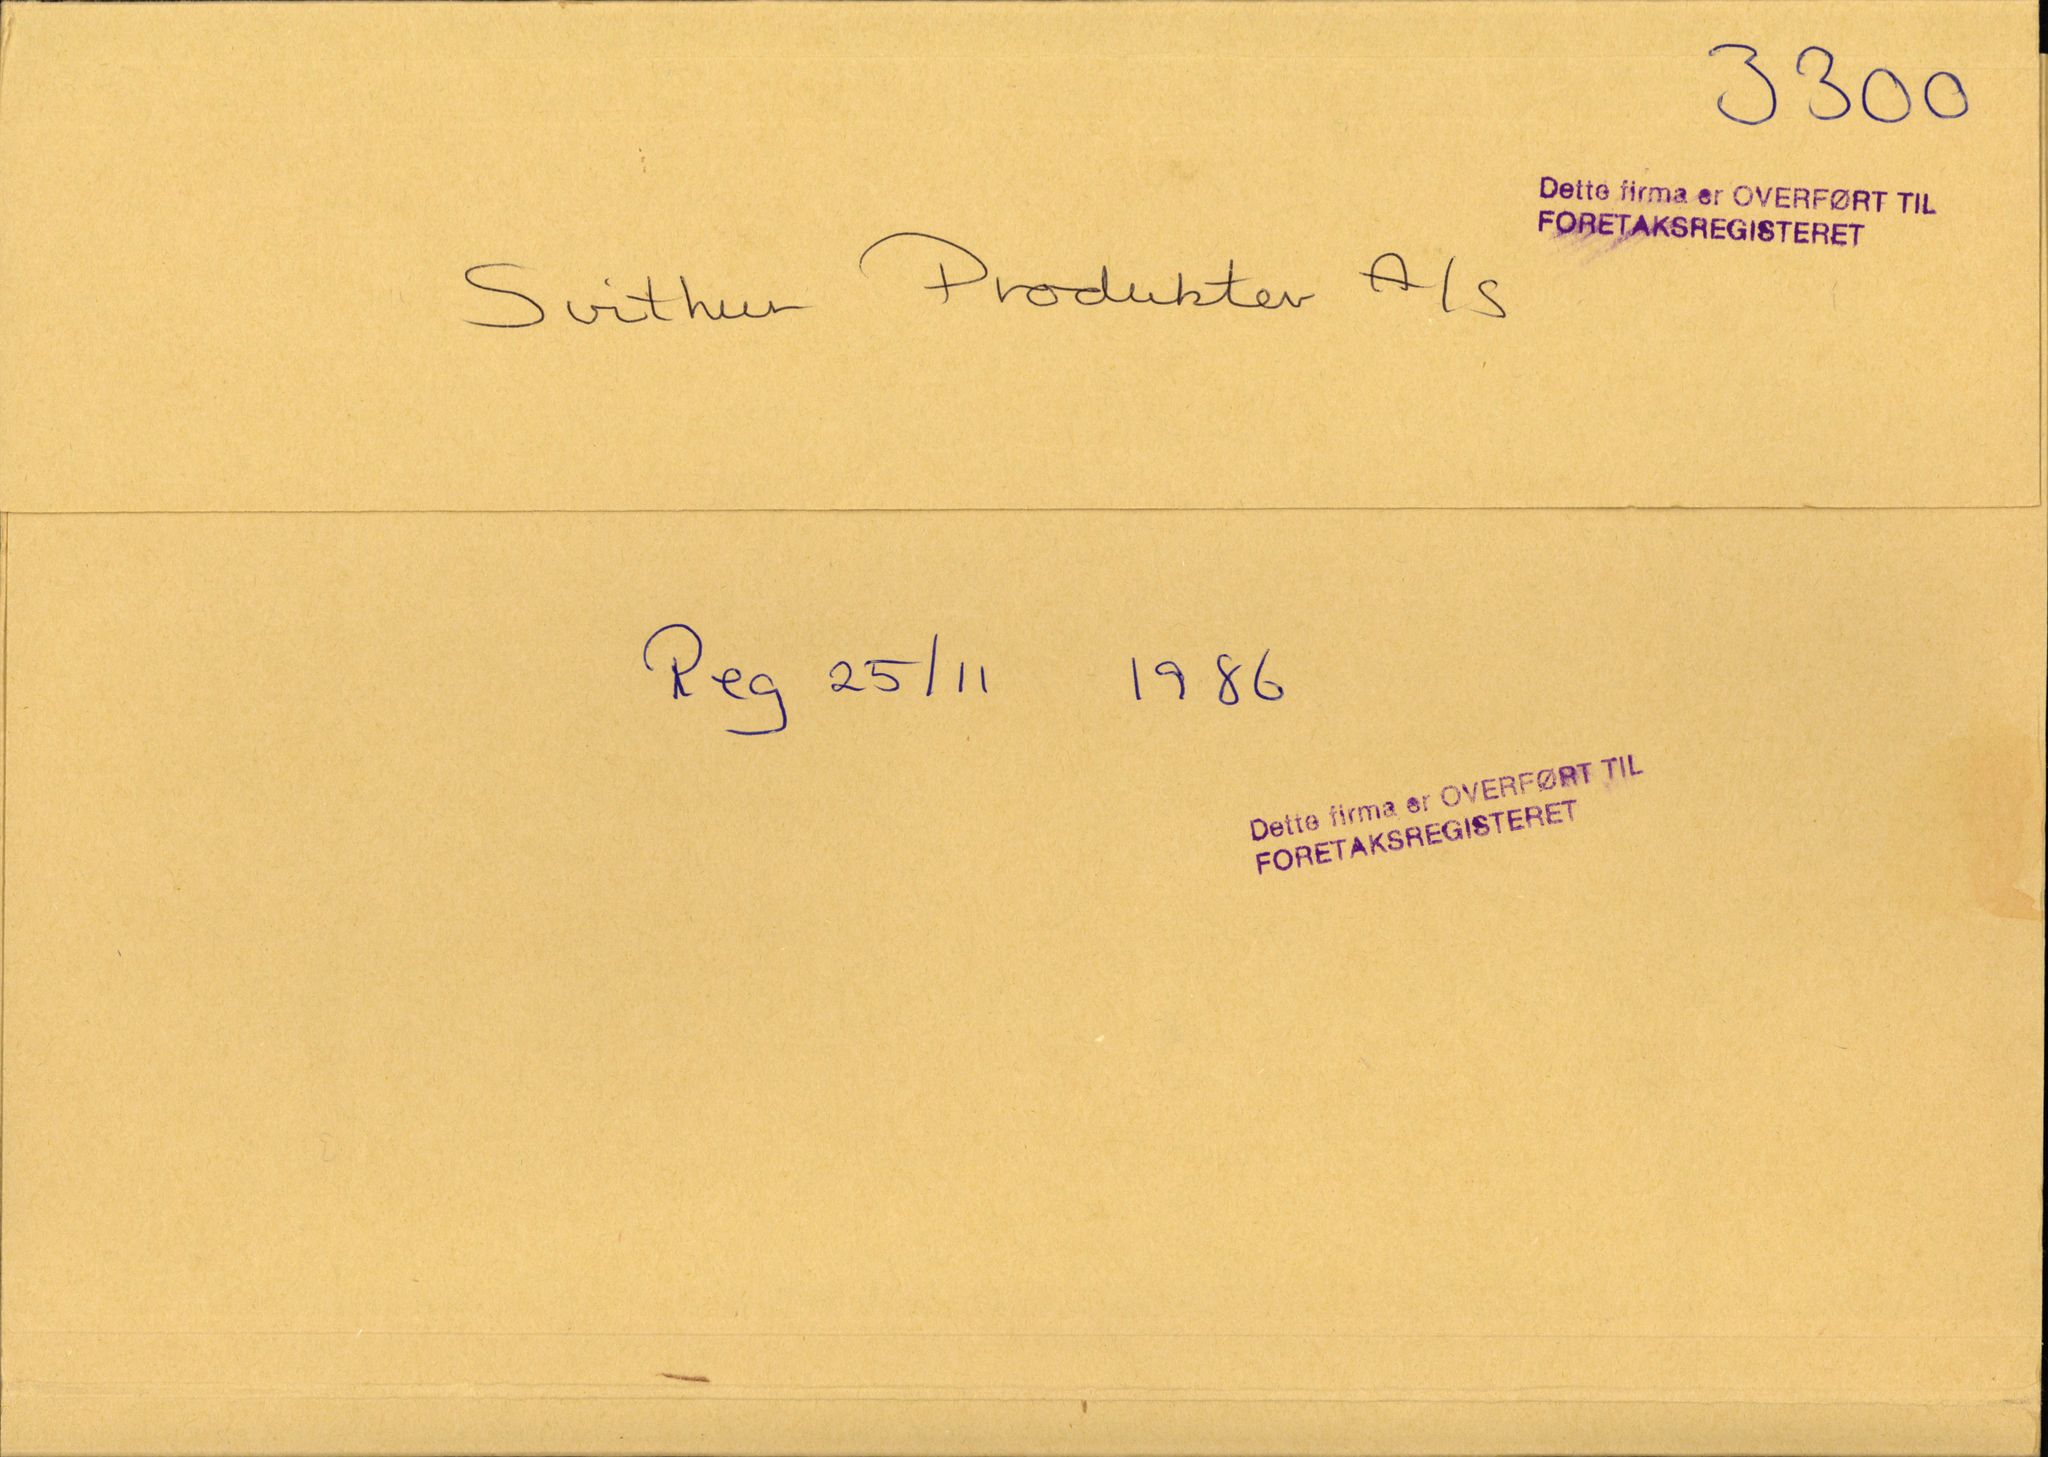 3300
Dette firma er OVERFØRT TIL
FORETAKSREGISTERET
Svithun Produkter A/S
Reg 25/11 1986
Dette firma er OVERFØRT TIL
FORETAKSREGISTERET